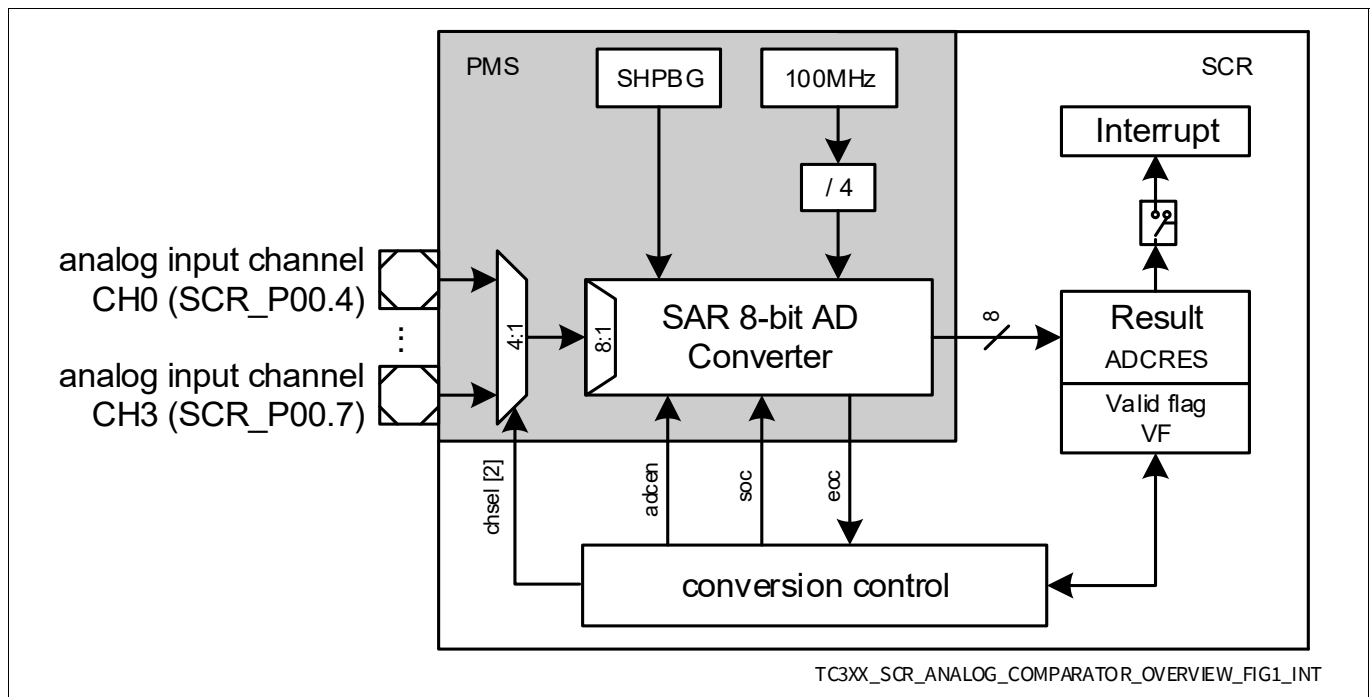 PMS
SHPBG
100MHz
SCR
Interrupt
/ 4
analog input channel
CH0 (SCR_P00.4)
⋮
analog input channel
CH3 (SCR_P00.7)
4:1
8:1
SAR 8-bit AD
Converter
8
Result
ADCRES
Valid flag
VF
chsel [2]
adcen
soc
eoc
conversion control
TC3XX_SCR_ANALOG_COMPARATOR_OVERVIEW_FIG1_INT